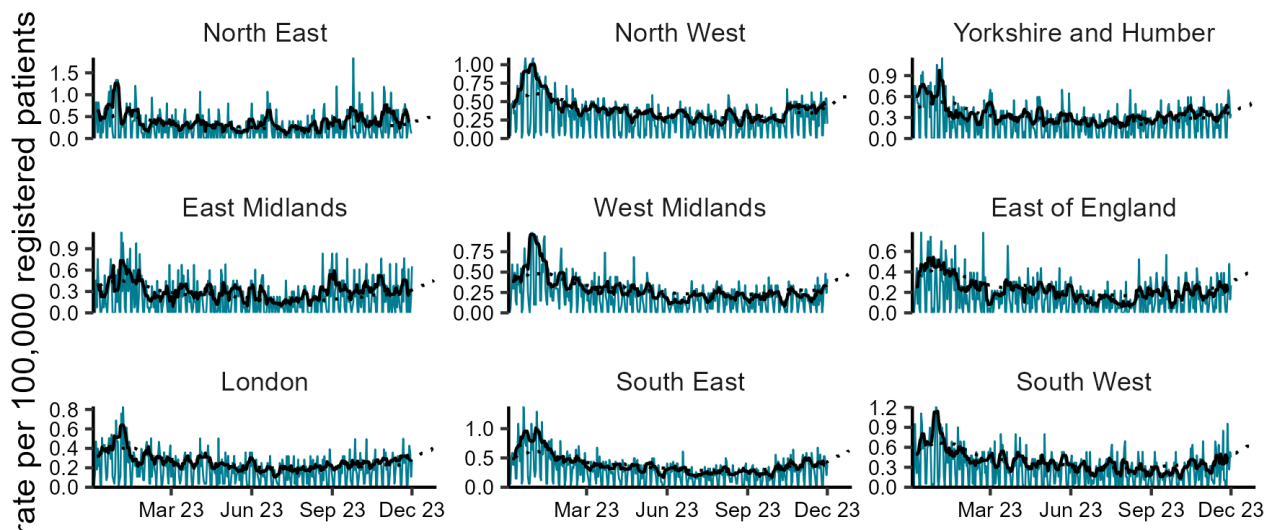 rate per 100,000 registered patients
North East
North West
Yorkshire and Humber
1.5
1.0
0.5
0.0
1.00
0.75
0.50
0.25
0.00
0.9
0.6
0.3
0.0
East Midlands
West Midlands
East of England
0.9
0.6
0.3
0.0
0.75
0.50
0.25
0.00
0.6
0.4
0.2
0.0
London
South East
South West
0.8
0.6
0.4
0.2
0.0
1.0
0.5
0.0
1.2
0.9
0.6
0.3
0.0
Mar 23 Jun 23 Sep 23 Dec 23
Mar 23 Jun 23 Sep 23 Dec 23
Mar 23 Jun 23 Sep 23 Dec 23